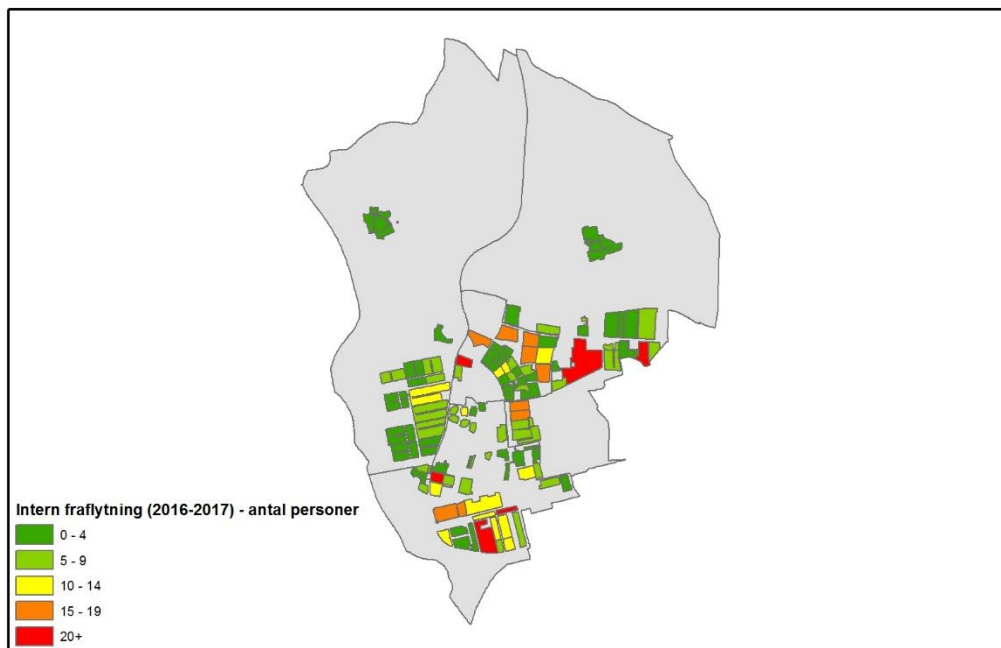 Intern fraflytning (2016-2017) - antal personer
0 - 4
5 - 9
10 - 14
15 - 19
20+